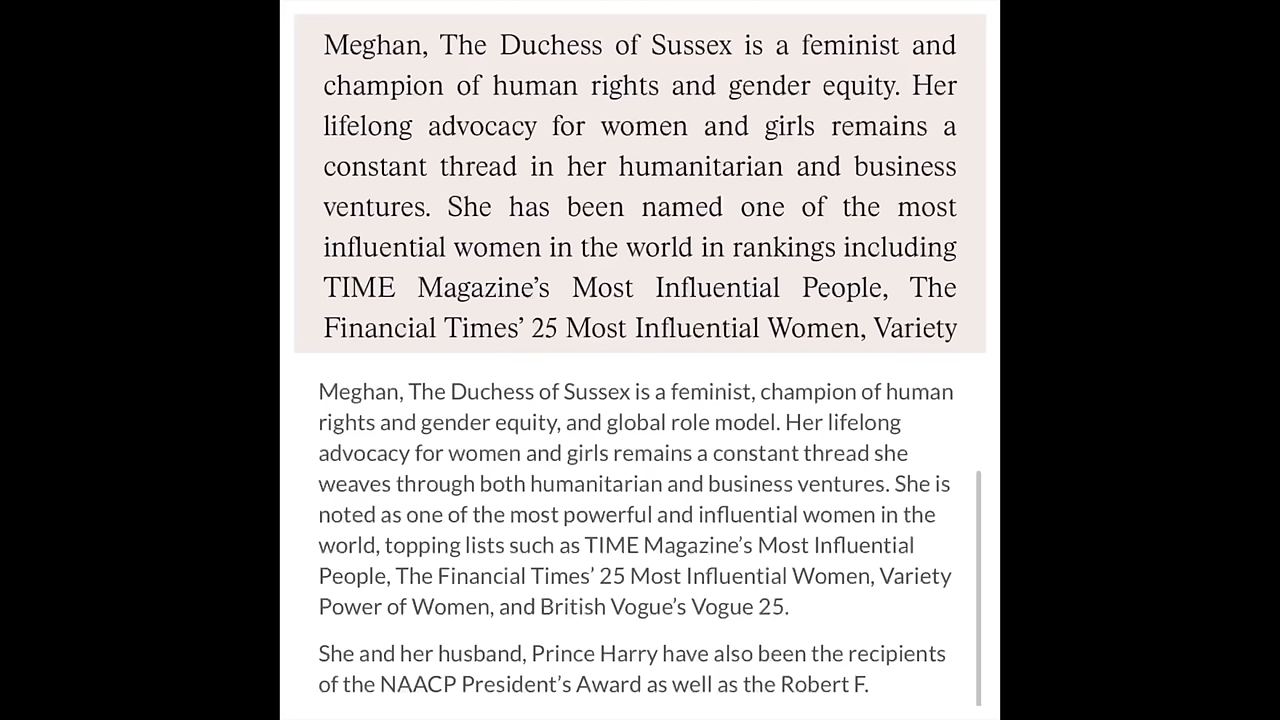 Meghan, The Duchess of Sussex is a feminist and
champion of human rights and gender equity. Her
lifelong advocacy for women and girls remains a
constant thread in her humanitarian and business
ventures. She has been named one of the most
influential women in the world in rankings including
TIME Magazine’s Most Influential People, The
Financial Times’ 25 Most Influential Women, Variety
Meghan, The Duchess of Sussex is a feminist, champion of human
rights and gender equity, and global role model. Her lifelong
advocacy for women and girls remains a constant thread she
weaves through both humanitarian and business ventures. She is
noted as one of the most powerful and influential women in the
world, topping lists such as TIME Magazine’s Most Influential
People, The Financial Times’ 25 Most Influential Women, Variety
Power of Women, and British Vogue’s Vogue 25.
She and her husband, Prince Harry have also been the recipients
of the NAACP President’s Award as well as the Robert F.